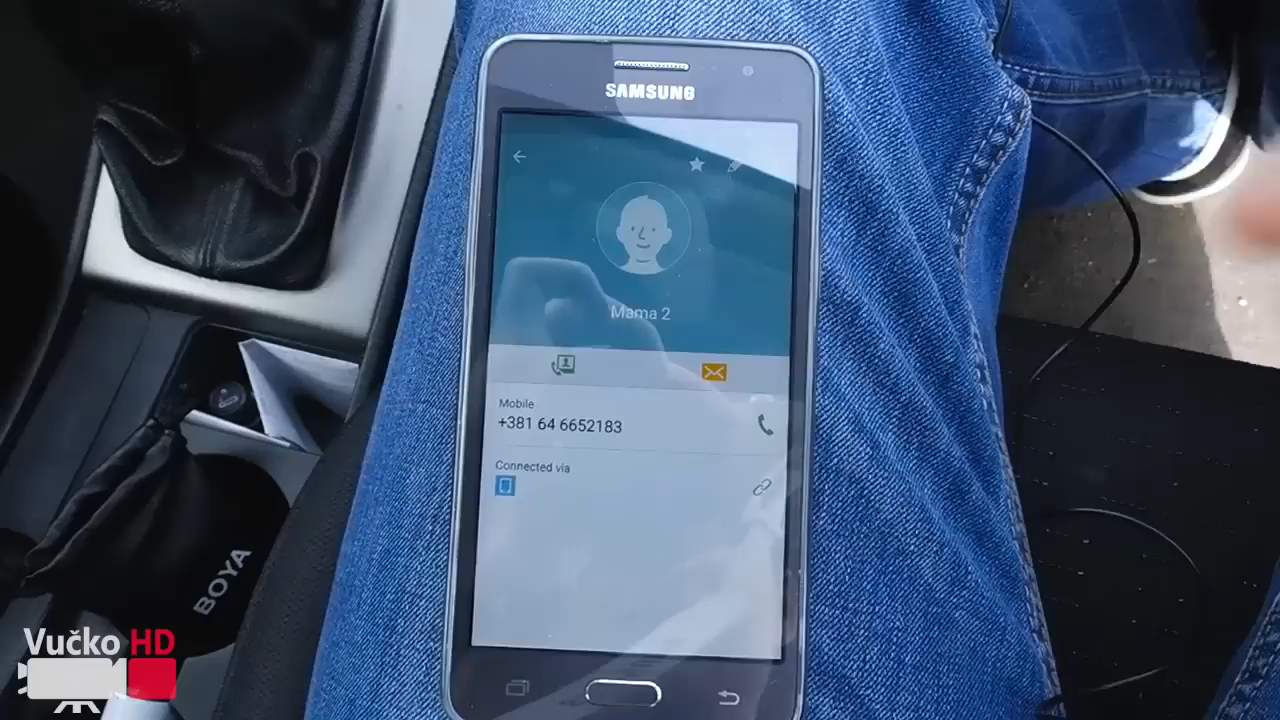 SAMSUNG
Mama 2
Mobile
+381 64 6652183
Connected via
BOYA
Vučko HD